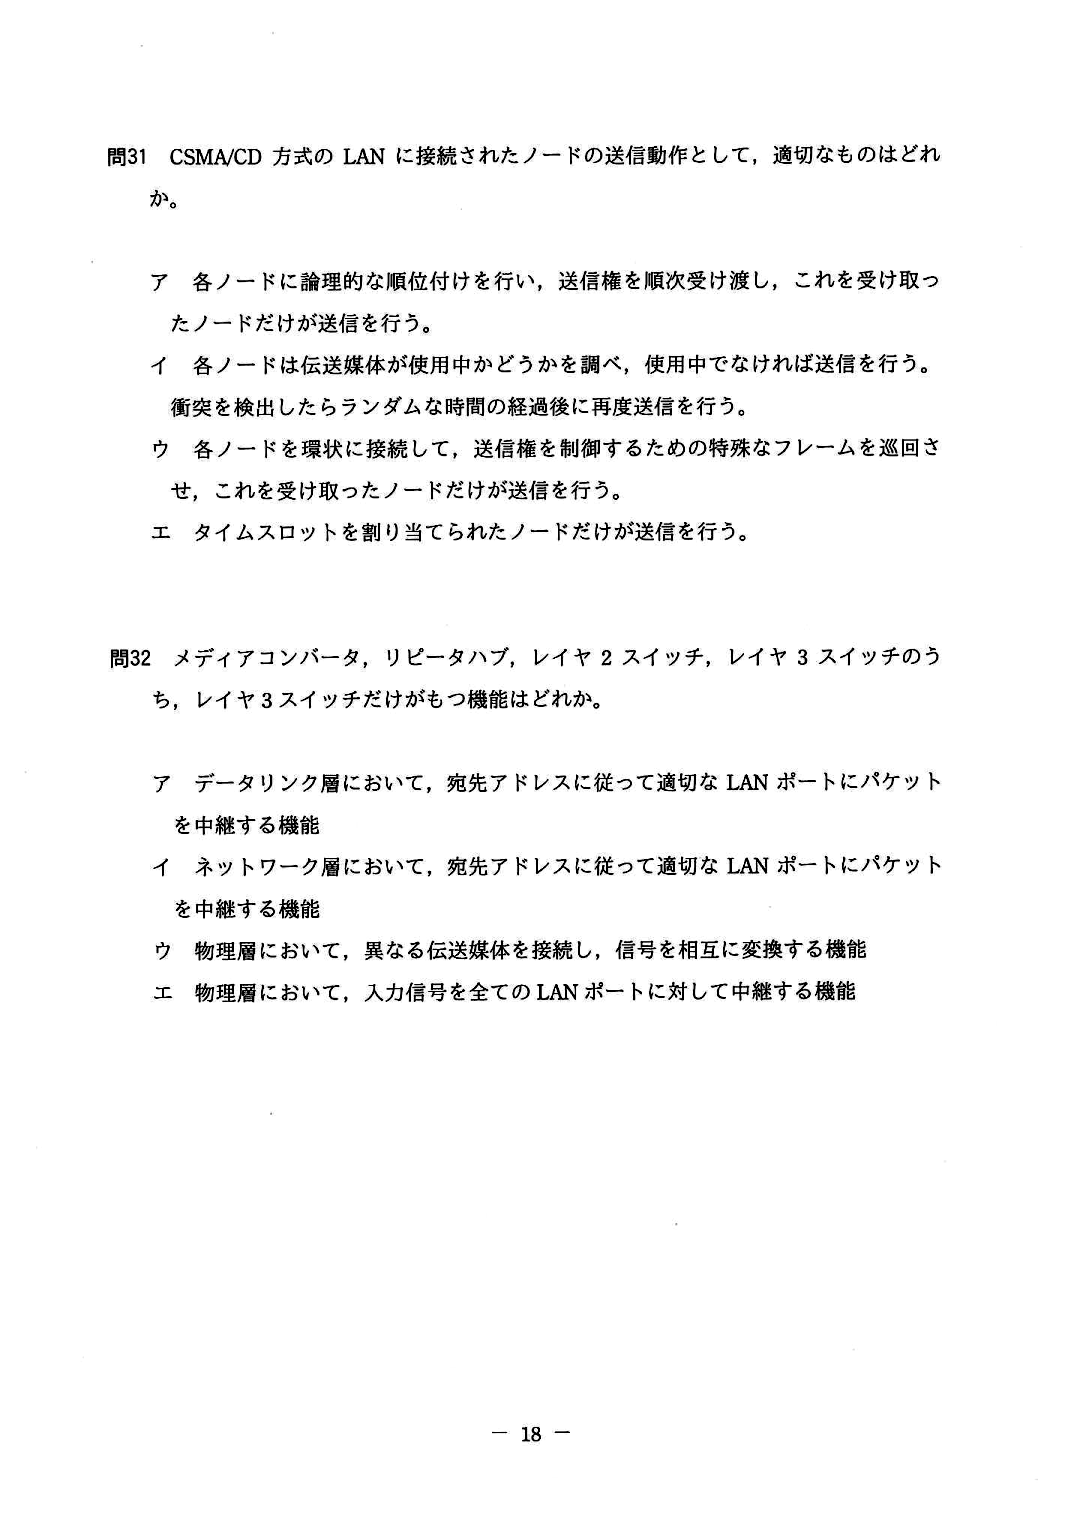 問31 CSMA/CD 方式の LAN に接続されたノードの送信動作として，適切なものはどれ
か。
ア 各ノードに論理的な順位付けを行い，送信権を順次受け渡し，これを受け取っ
たノードだけが送信を行う。
イ 各ノードは伝送媒体が使用中かどうかを調べ，使用中でなければ送信を行う。
衝突を検出したらランダムな時間の経過後に再度送信を行う。
ウ 各ノードを環状に接続して，送信権を制御するための特殊なフレームを巡回さ
せ，これを受け取ったノードだけが送信を行う。
エ タイムスロットを割り当てられたノードだけが送信を行う。
問32 メディアコンバータ，リピータハブ，レイヤ 2 スイッチ，レイヤ 3 スイッチのう
ち，レイヤ 3 スイッチだけがもつ機能はどれか。
ア データリンク層において，宛先アドレスに従って適切な LAN ポートにパケット
を中継する機能
イ ネットワーク層において，宛先アドレスに従って適切な LAN ポートにパケット
を中継する機能
ウ 物理層において，異なる伝送媒体を接続し，信号を相互に変換する機能
エ 物理層において，入力信号を全ての LAN ポートに対して中継する機能
－ 18 －